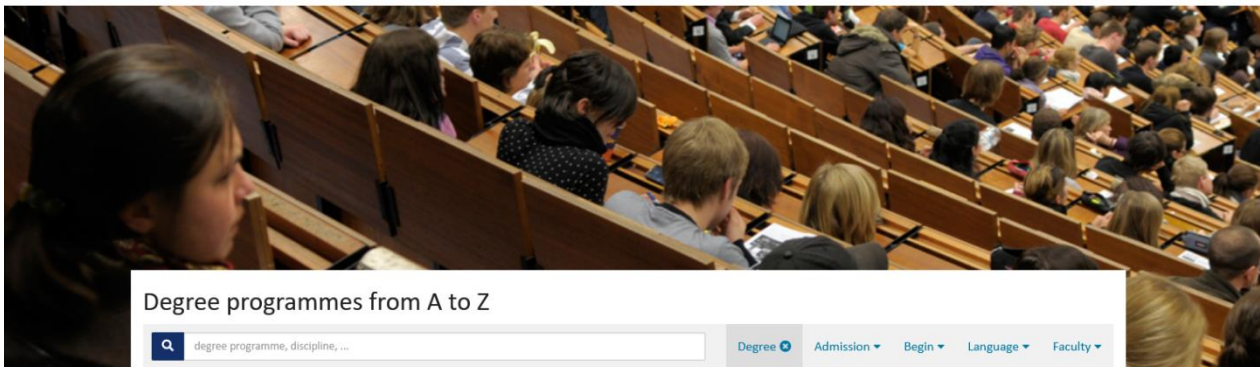 Degree programmes from A to Z
degree programme, discipline, ...
Degree
Admission
Begin
Language
Faculty